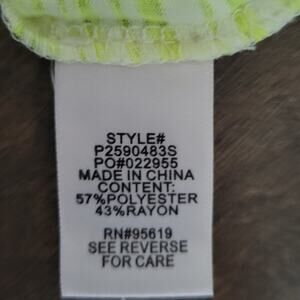 STYLE#
P2590483S
PO#022955
MADE IN CHINA
CONTENT:
57%POLYESTER
43%RAYON
RN#95619
SEE REVERSE
FOR CARE